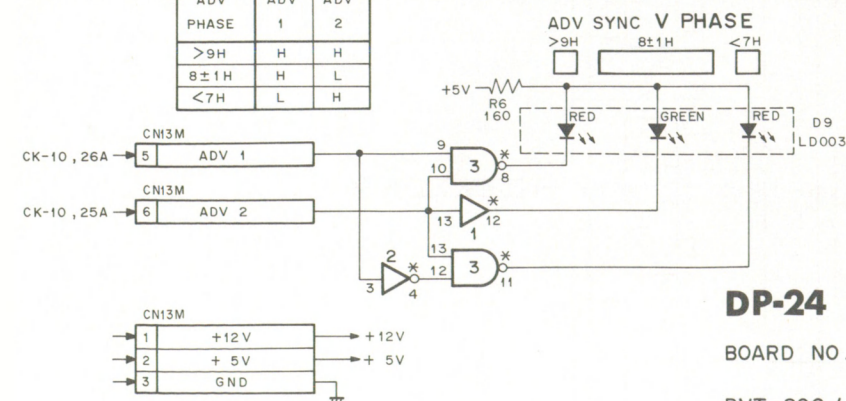 ADV ADV ADV
PHASE 1 2
>9H H H
8±1H H L
<7H L H
ADV SYNC V PHASE
>9H 8±1H <7H
+5V
R6
160
RED GREEN RED
D9
LD003
CN13M
CK-10, 26A 5 ADV 1
9
10
3
*
8
CN13M
CK-10, 25A 6 ADV 2
13
1
*
12
2
3
*
4
13
12
3
*
11
DP-24
BOARD NO.
CN13M
1 +12V +12V
2 + 5V + 5V
3 GND